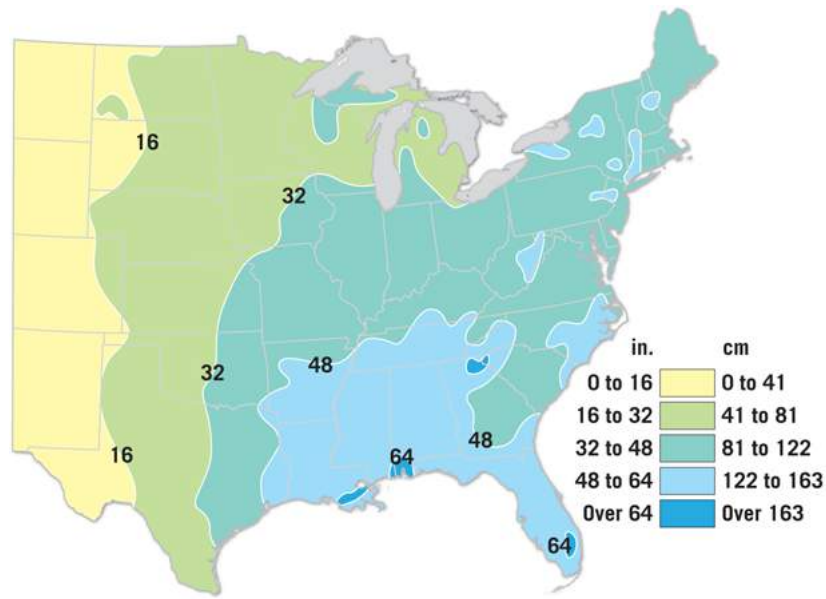 16
32
32
48
16
64
48
64
in. cm
0 to 16 0 to 41
16 to 32 41 to 81
32 to 48 81 to 122
48 to 64 122 to 163
Over 64 Over 163